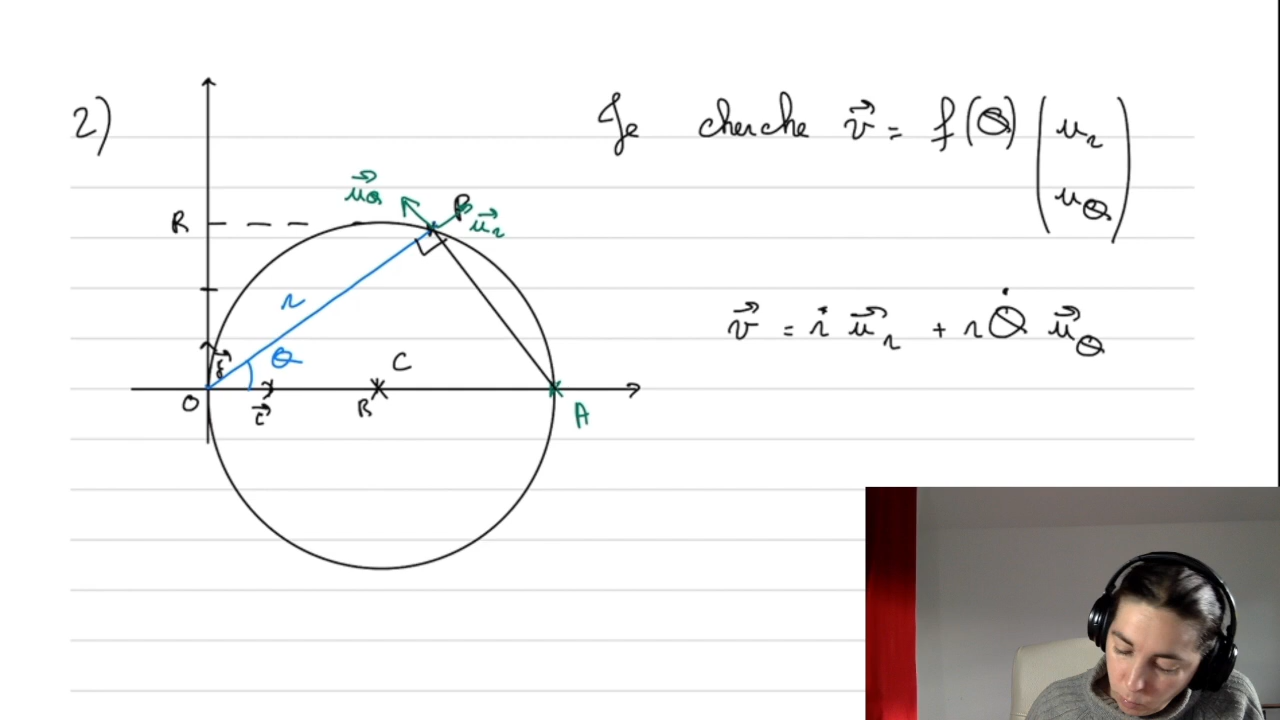 2)
Je cherche v⃗ = f(θ) (u_r
u_θ)
R
u⃗_θ
P
u⃗_r
r
θ
v⃗ = ṙ u⃗_r + r θ̇ u⃗_θ
C
O
i⃗
B
A